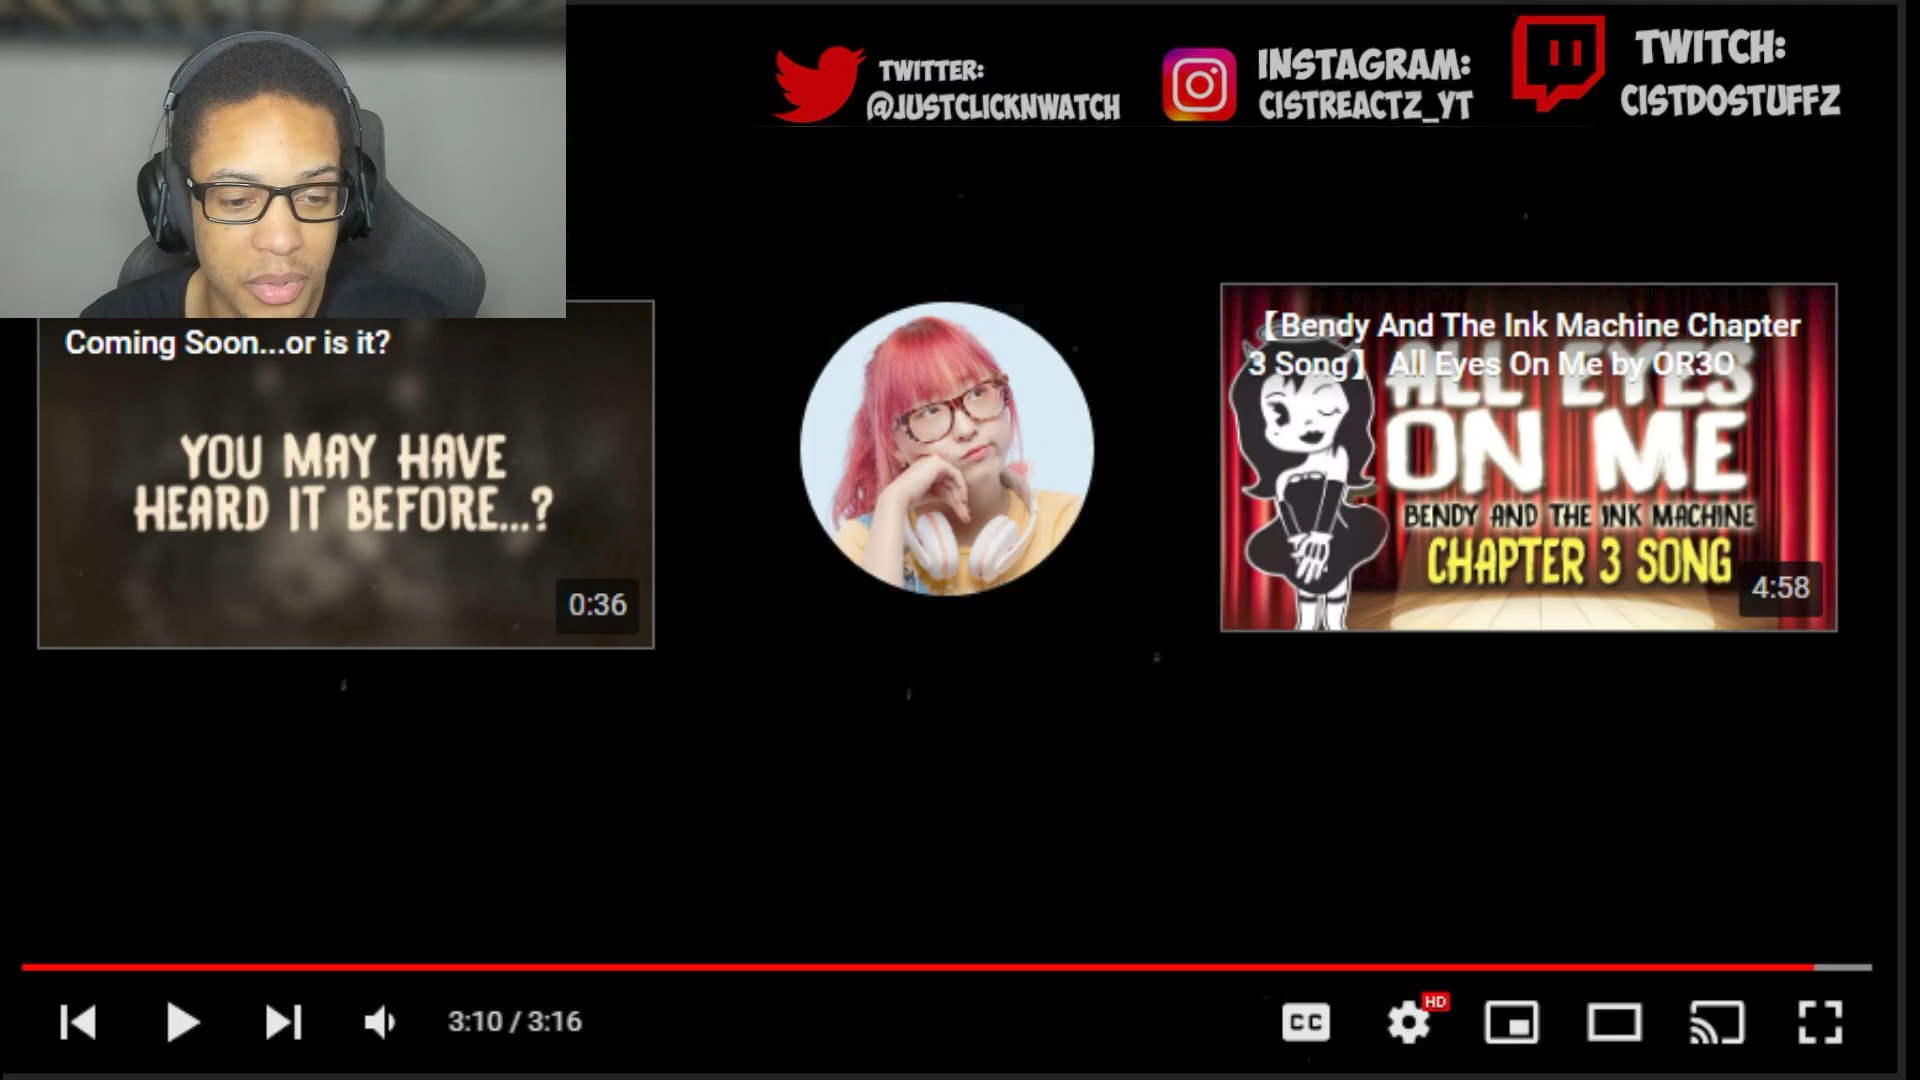 TWITTER:
@JUSTCLICKNWATCH
INSTAGRAM:
CISTREACTZ_YT
TWITCH:
CISTDOSTUFFZ
Coming Soon...or is it?
YOU MAY HAVE
HEARD IT BEFORE...?
0:36
【Bendy And The Ink Machine Chapter
3 Song】 All Eyes On Me by OR3O
ALL EYES
ON ME
BENDY AND THE INK MACHINE
CHAPTER 3 SONG
4:58
3:10 / 3:16
CC
HD